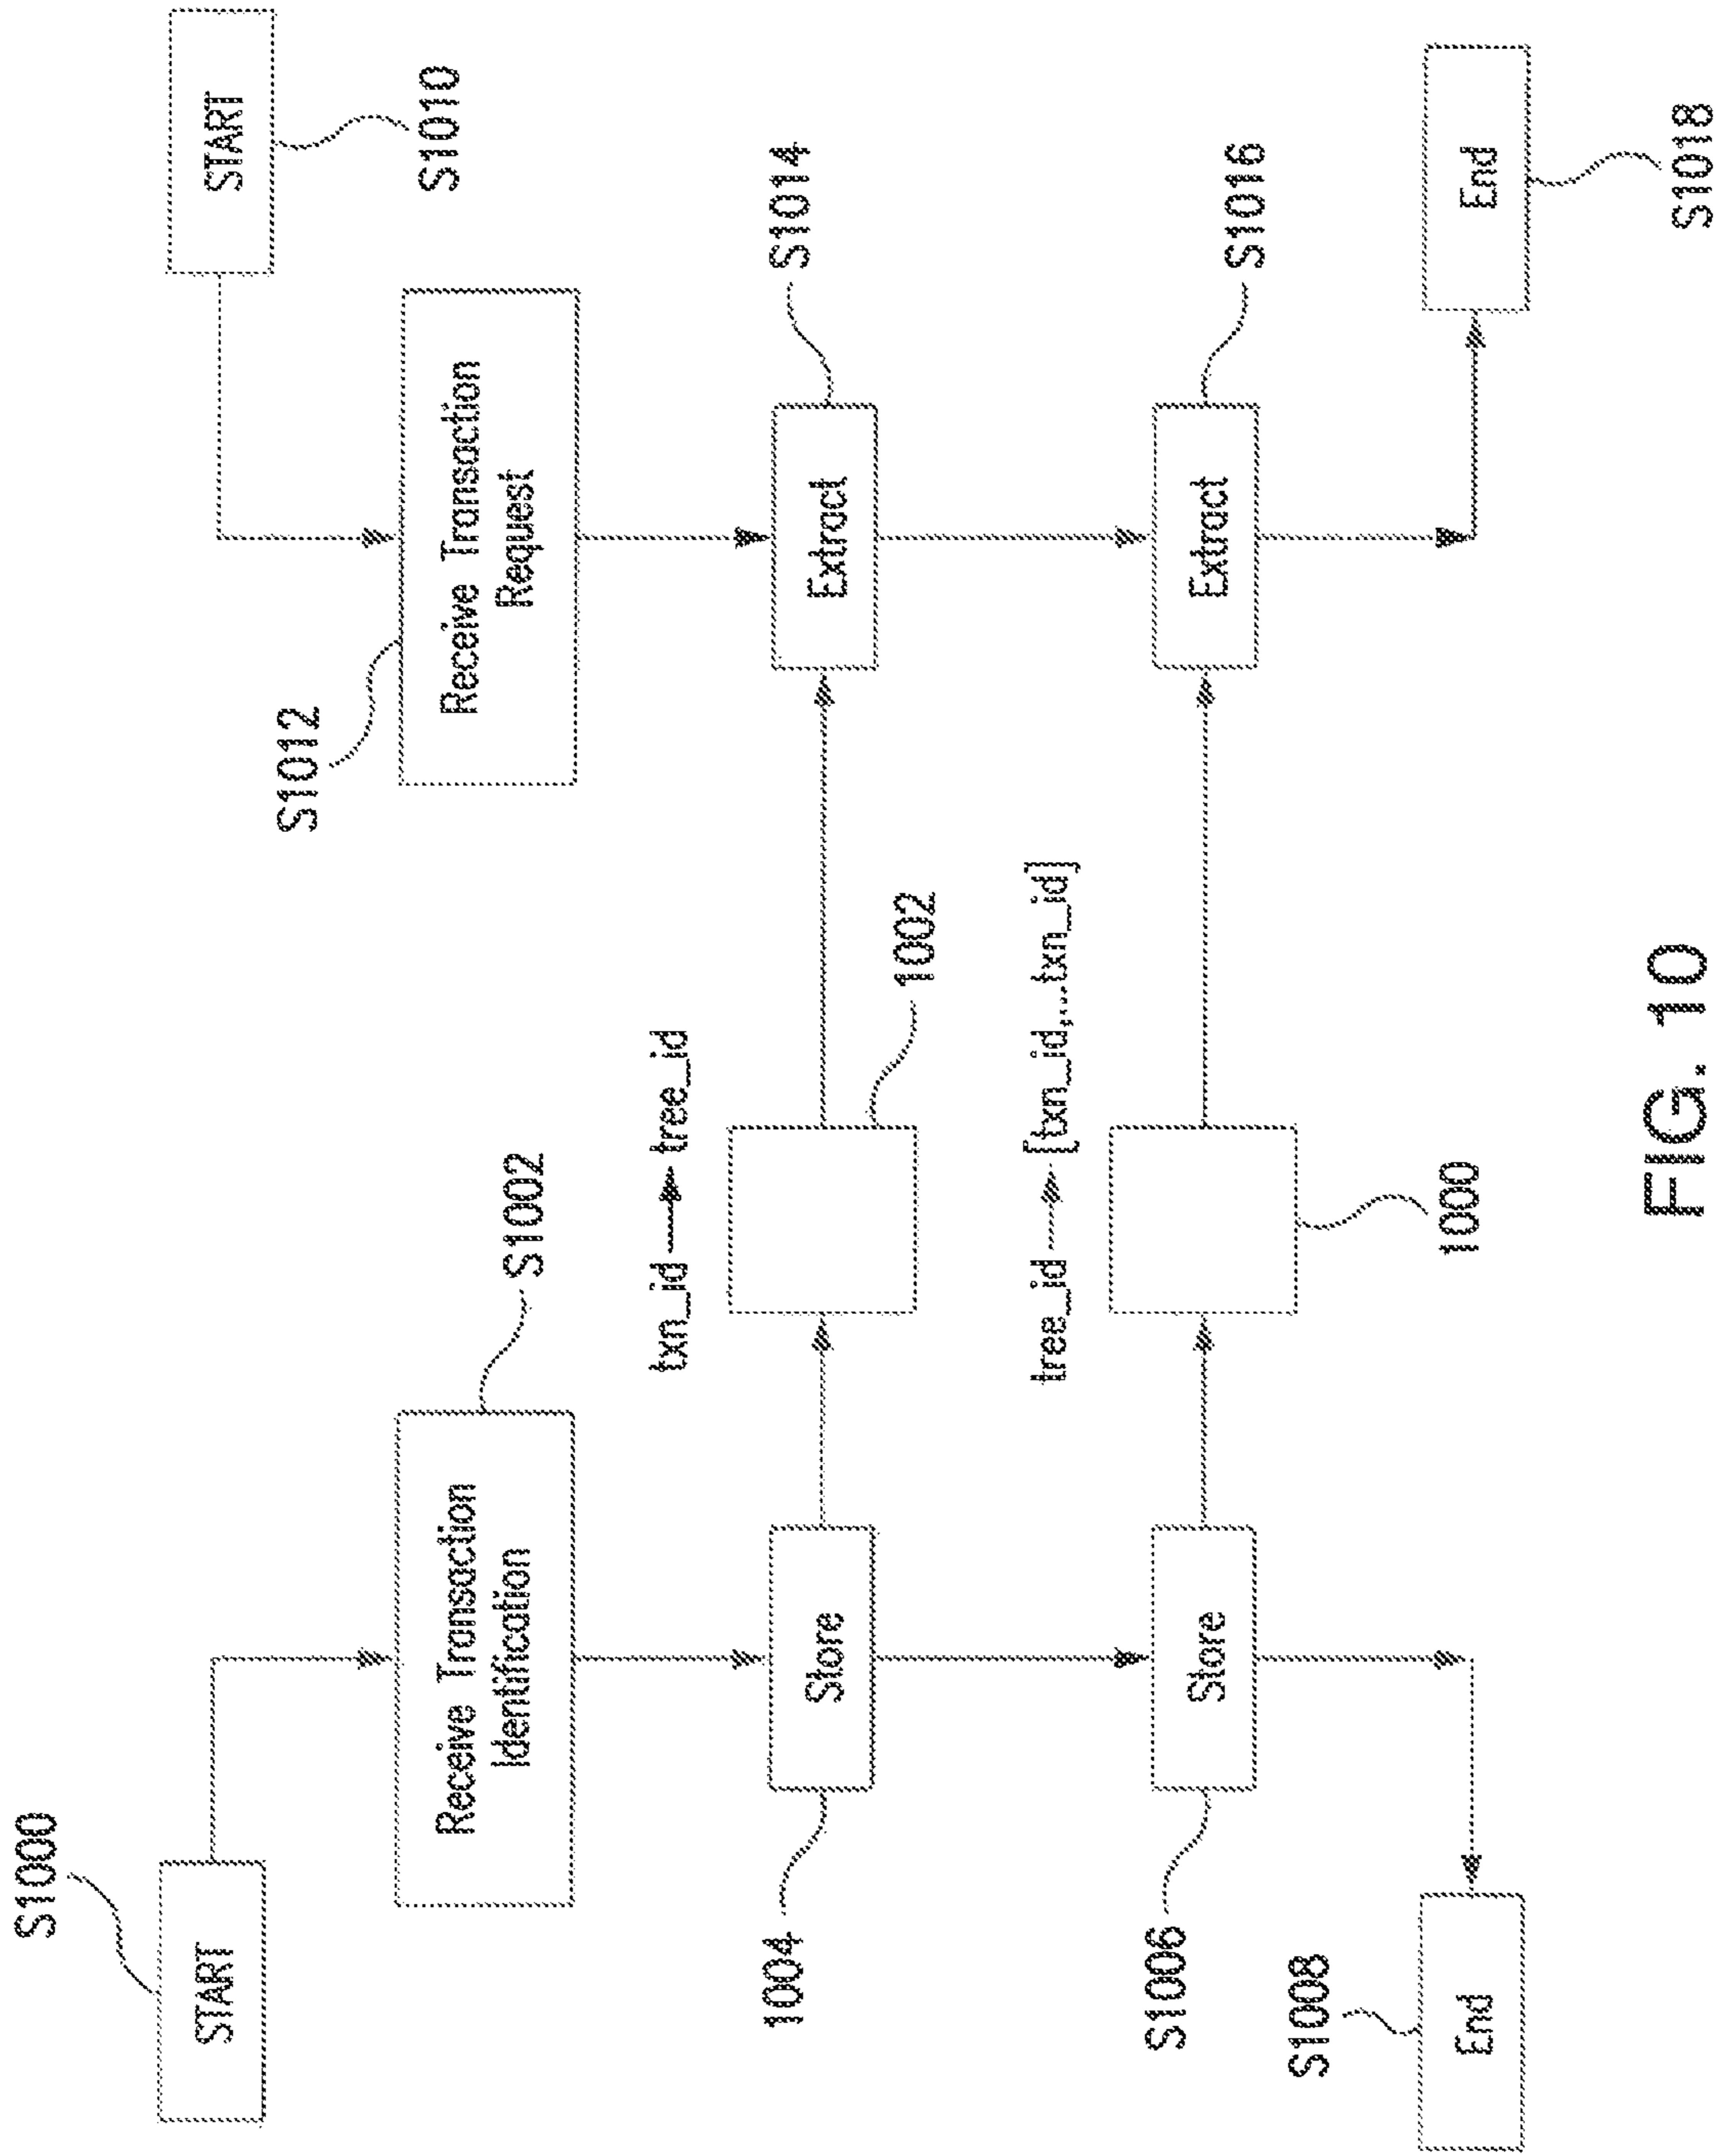 S1000
START
S1002
Receive Transaction
Identification
1004
Store
txn_id → tree_id
1002
S1006
Store
tree_id → [txn_id,...txn_id]
1000
S1008
End
START
S1010
S1012
Receive Transaction
Request
Extract
S1014
Extract
S1016
End
S1018
FIG. 10